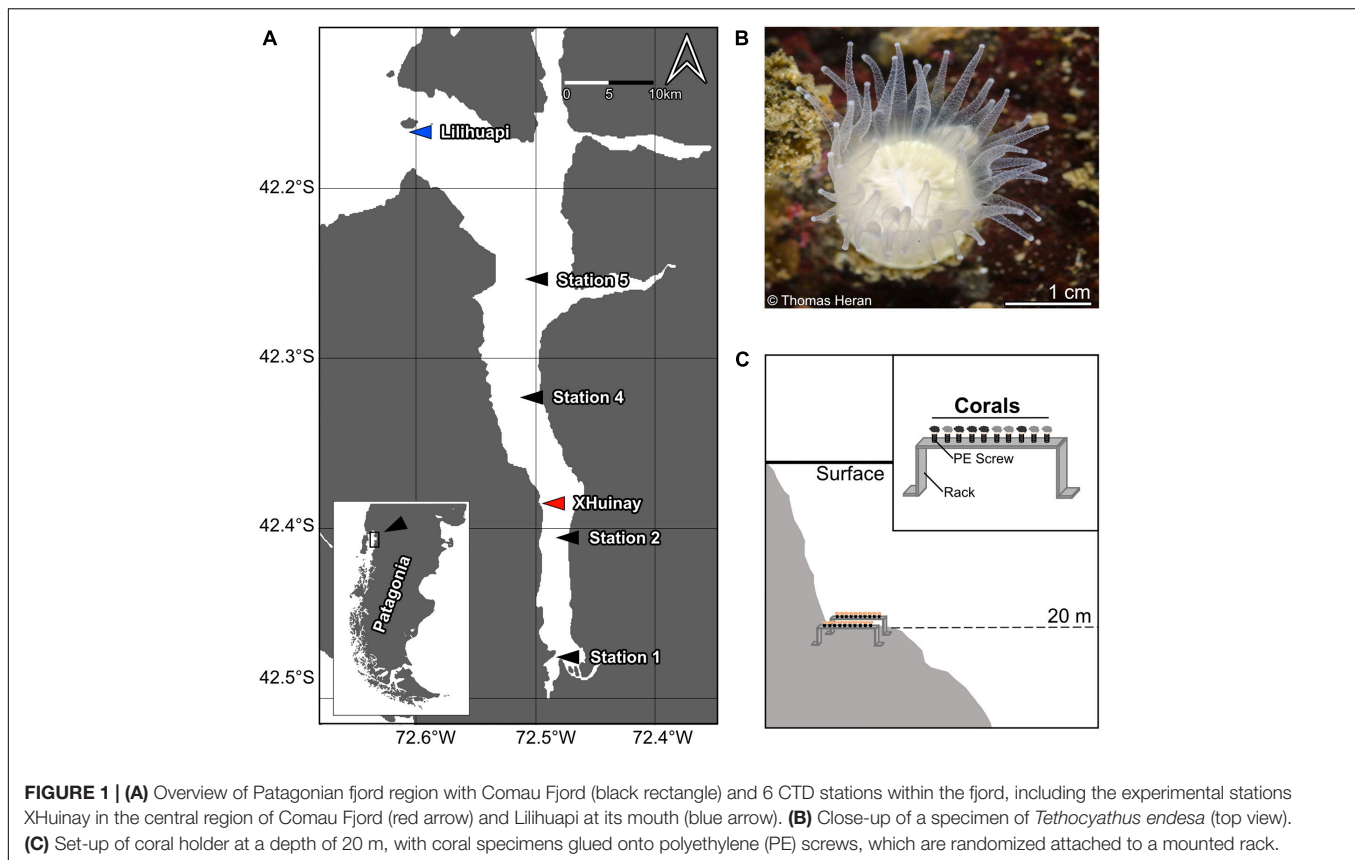 A
0 5 10km
Lilihuapi
42.2°S
Station 5
42.3°S
Station 4
XHuinay
42.4°S
Station 2
Patagonia
Station 1
42.5°S
72.6°W 72.5°W 72.4°W
B
© Thomas Heran
1 cm
C
Corals
PE Screw
Rack
Surface
20 m
FIGURE 1 | (A) Overview of Patagonian fjord region with Comau Fjord (black rectangle) and 6 CTD stations within the fjord, including the experimental stations
XHuinay in the central region of Comau Fjord (red arrow) and Lilihuapi at its mouth (blue arrow). (B) Close-up of a specimen of Tethocyathus endesa (top view).
(C) Set-up of coral holder at a depth of 20 m, with coral specimens glued onto polyethylene (PE) screws, which are randomized attached to a mounted rack.